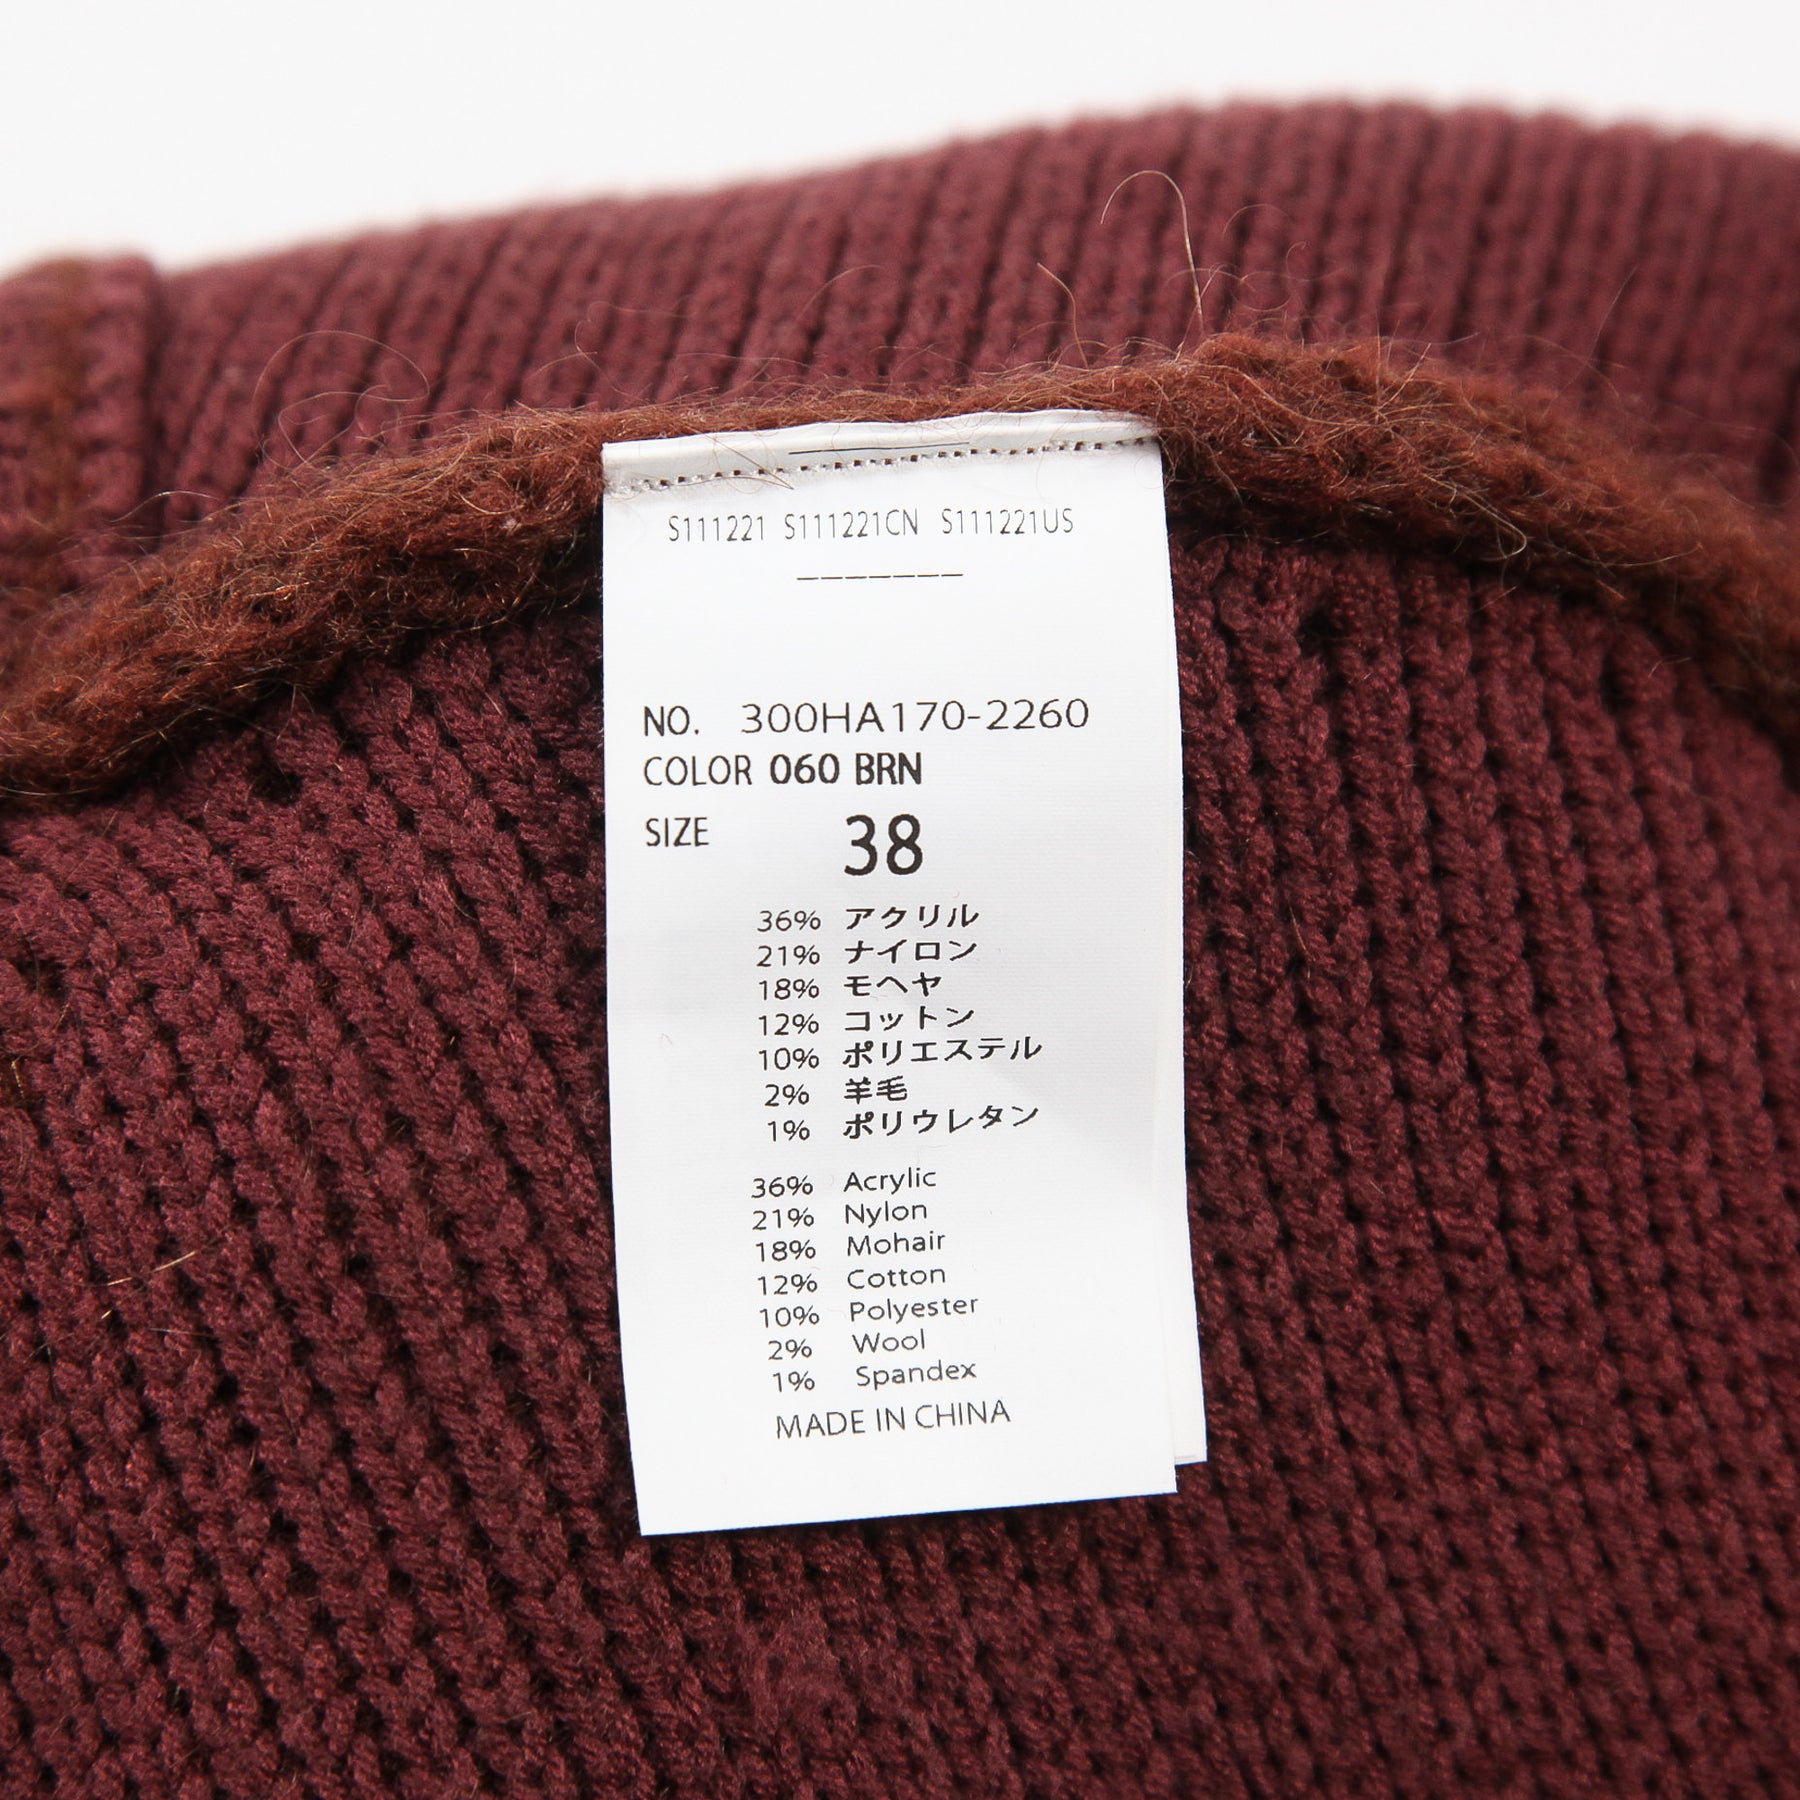 S111221 S111221CN S111221US
-------
NO. 300HA170-2260
COLOR 060 BRN
SIZE 38
36% アクリル
21% ナイロン
18% モヘヤ
12% コットン
10% ポリエステル
2% 羊毛
1% ポリウレタン
36% Acrylic
21% Nylon
18% Mohair
12% Cotton
10% Polyester
2% Wool
1% Spandex
MADE IN CHINA